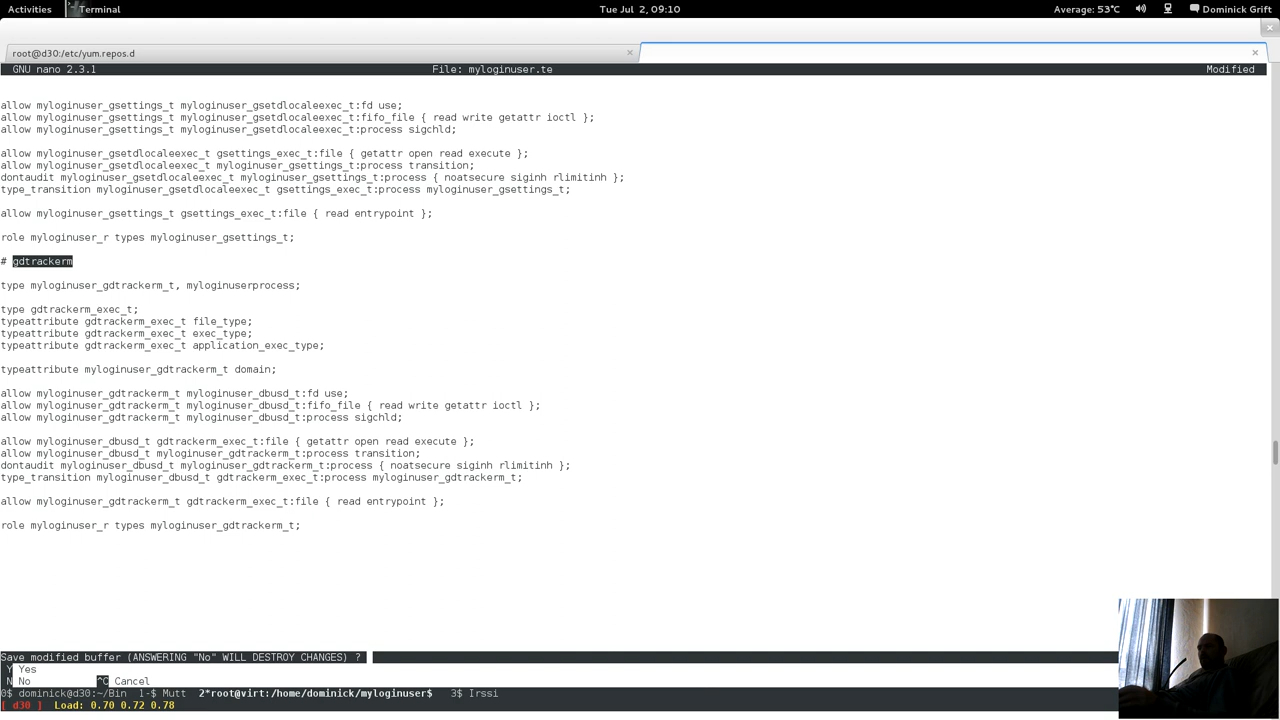 Activities Terminal Tue Jul 2, 09:10 Average: 53°C Dominick Grift
root@d30:/etc/yum.repos.d
GNU nano 2.3.1 File: myloginuser.te Modified
allow myloginuser_gsettings_t myloginuser_gsetdlocaleexec_t:fd use;
allow myloginuser_gsettings_t myloginuser_gsetdlocaleexec_t:fifo_file { read write getattr ioctl };
allow myloginuser_gsettings_t myloginuser_gsetdlocaleexec_t:process sigchld;
allow myloginuser_gsetdlocaleexec_t gsettings_exec_t:file { getattr open read execute };
allow myloginuser_gsetdlocaleexec_t myloginuser_gsettings_t:process transition;
dontaudit myloginuser_gsetdlocaleexec_t myloginuser_gsettings_t:process { noatsecure siginh rlimitinh };
type_transition myloginuser_gsetdlocaleexec_t gsettings_exec_t:process myloginuser_gsettings_t;
allow myloginuser_gsettings_t gsettings_exec_t:file { read entrypoint };
role myloginuser_r types myloginuser_gsettings_t;
# gdtrackerm
type myloginuser_gdtrackerm_t, myloginuserprocess;
type gdtrackerm_exec_t;
typeattribute gdtrackerm_exec_t file_type;
typeattribute gdtrackerm_exec_t exec_type;
typeattribute gdtrackerm_exec_t application_exec_type;
typeattribute myloginuser_gdtrackerm_t domain;
allow myloginuser_gdtrackerm_t myloginuser_dbusd_t:fd use;
allow myloginuser_gdtrackerm_t myloginuser_dbusd_t:fifo_file { read write getattr ioctl };
allow myloginuser_gdtrackerm_t myloginuser_dbusd_t:process sigchld;
allow myloginuser_dbusd_t gdtrackerm_exec_t:file { getattr open read execute };
allow myloginuser_dbusd_t myloginuser_gdtrackerm_t:process transition;
dontaudit myloginuser_dbusd_t myloginuser_gdtrackerm_t:process { noatsecure siginh rlimitinh };
type_transition myloginuser_dbusd_t gdtrackerm_exec_t:process myloginuser_gdtrackerm_t;
allow myloginuser_gdtrackerm_t gdtrackerm_exec_t:file { read entrypoint };
role myloginuser_r types myloginuser_gdtrackerm_t;
Save modified buffer (ANSWERING "No" WILL DESTROY CHANGES) ?
Y Yes
N No ^C Cancel
0$ dominick@d30:~/Bin 1-$ Mutt 2*root@virt:/home/dominick/myloginuser$ 3$ Irssi
[ d30 ] Load: 0.70 0.72 0.78